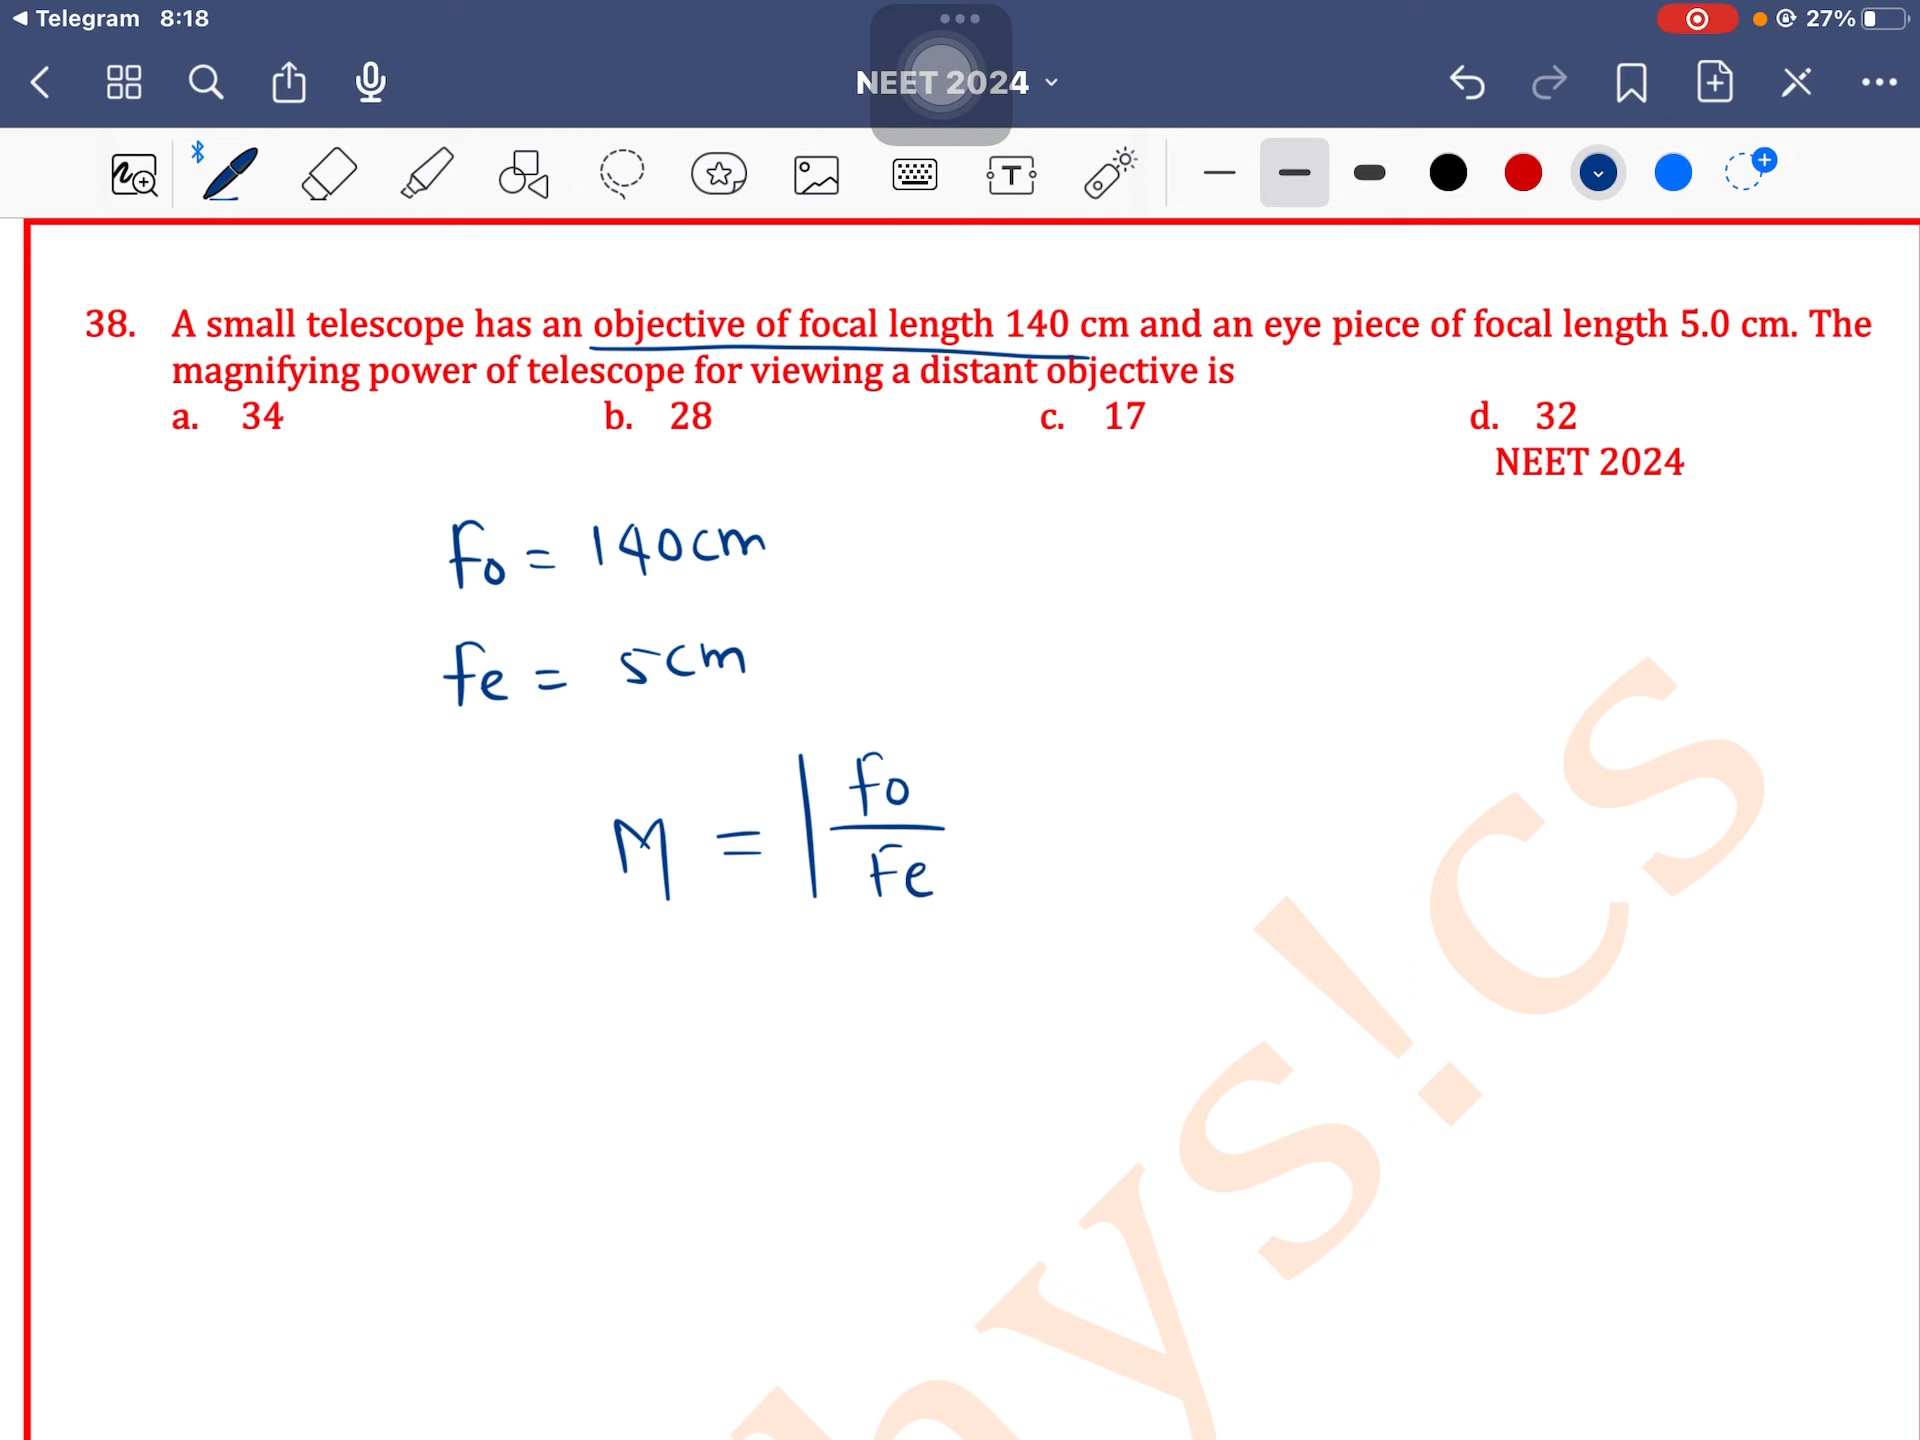 Telegram 8:18
27%
NEET 2024
T
38. A small telescope has an objective of focal length 140 cm and an eye piece of focal length 5.0 cm. The
magnifying power of telescope for viewing a distant objective is
a. 34 b. 28 c. 17 d. 32
NEET 2024
fo = 140cm
fe = 5cm
M = | fo
Fe
hys!cs